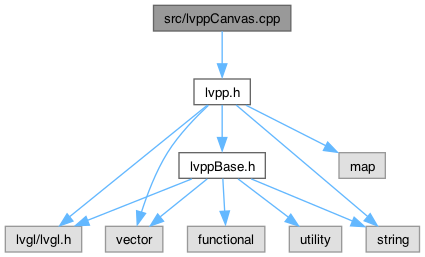 src/lvppCanvas.cpp
lvpp.h
lvppBase.h
map
lvgl/lvgl.h
vector
functional
utility
string